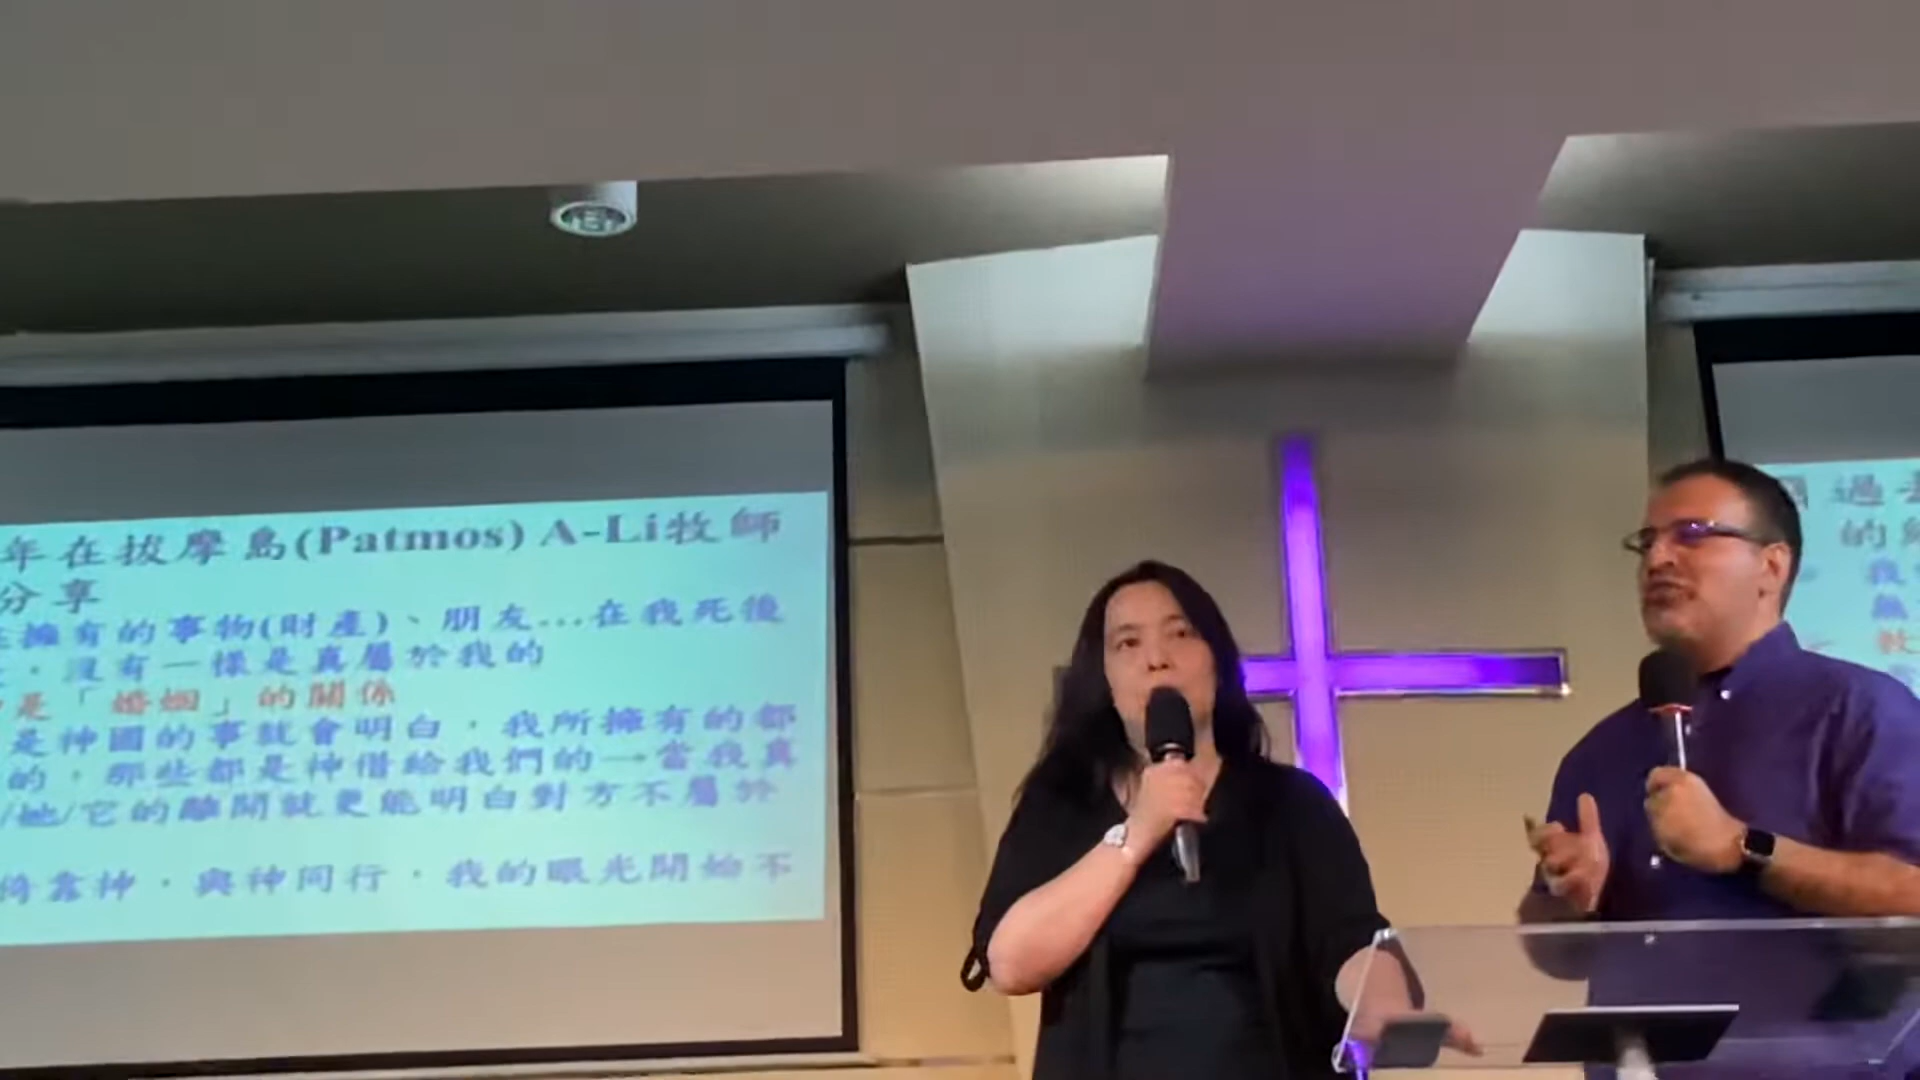 年在拔摩島(Patmos) A-Li牧師
分享
擁有的事物(財產)、朋友...在我死後
,沒有一樣是真屬於我的
是「婚姻」的關係
是神國的事就會明白,我所擁有的都
的,那些都是神借給我們的→當我真
/她/它的離開就更能明白對方不屬於
倚靠神,與神同行,我的眼光開始不
過
的
我
無
教